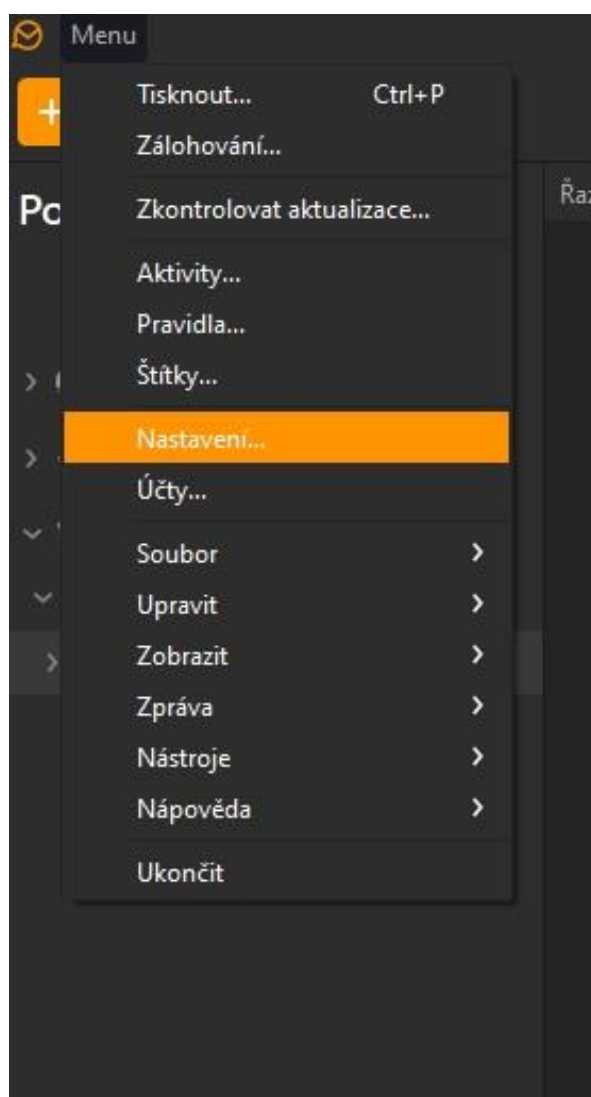 Menu
Tisknout... Ctrl+P
Zálohování...
Zkontrolovat aktualizace...
Aktivity...
Pravidla...
Štítky...
Nastavení...
Účty...
Soubor
Upravit
Zobrazit
Zpráva
Nástroje
Nápověda
Ukončit